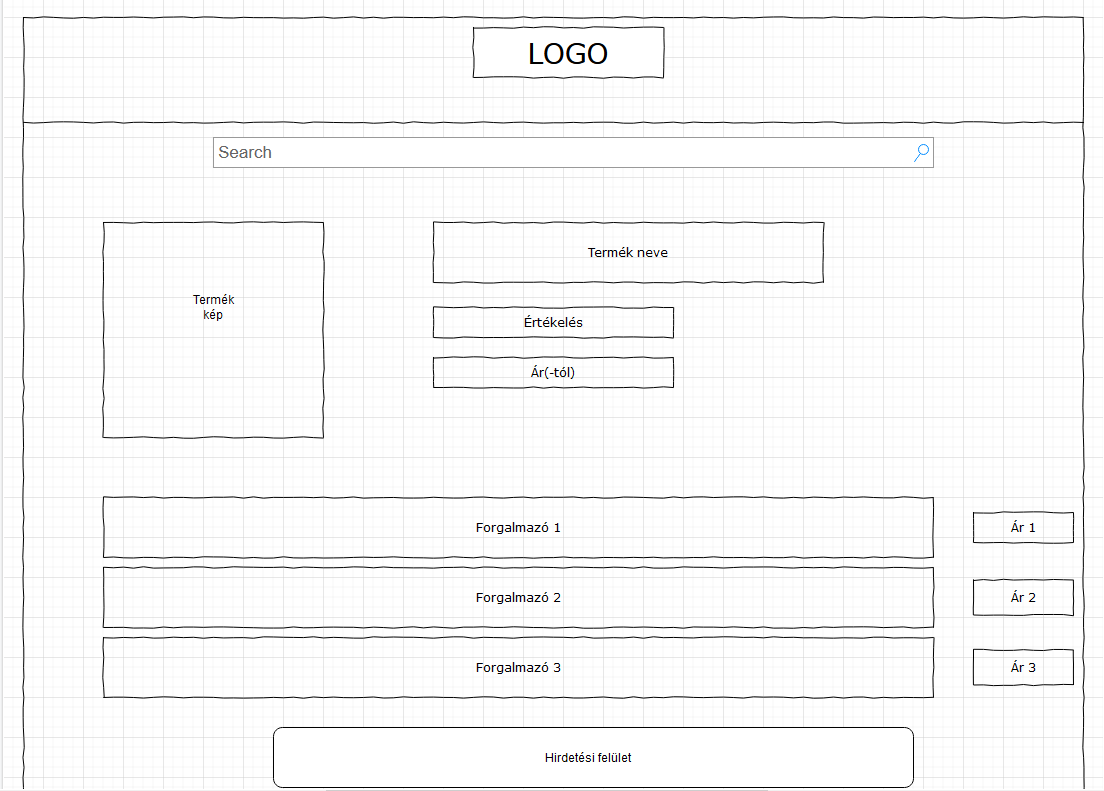 LOGO
Search
Termék
kép
Termék neve
Értékelés
Ár(-tól)
Forgalmazó 1
Ár 1
Forgalmazó 2
Ár 2
Forgalmazó 3
Ár 3
Hirdetési felület